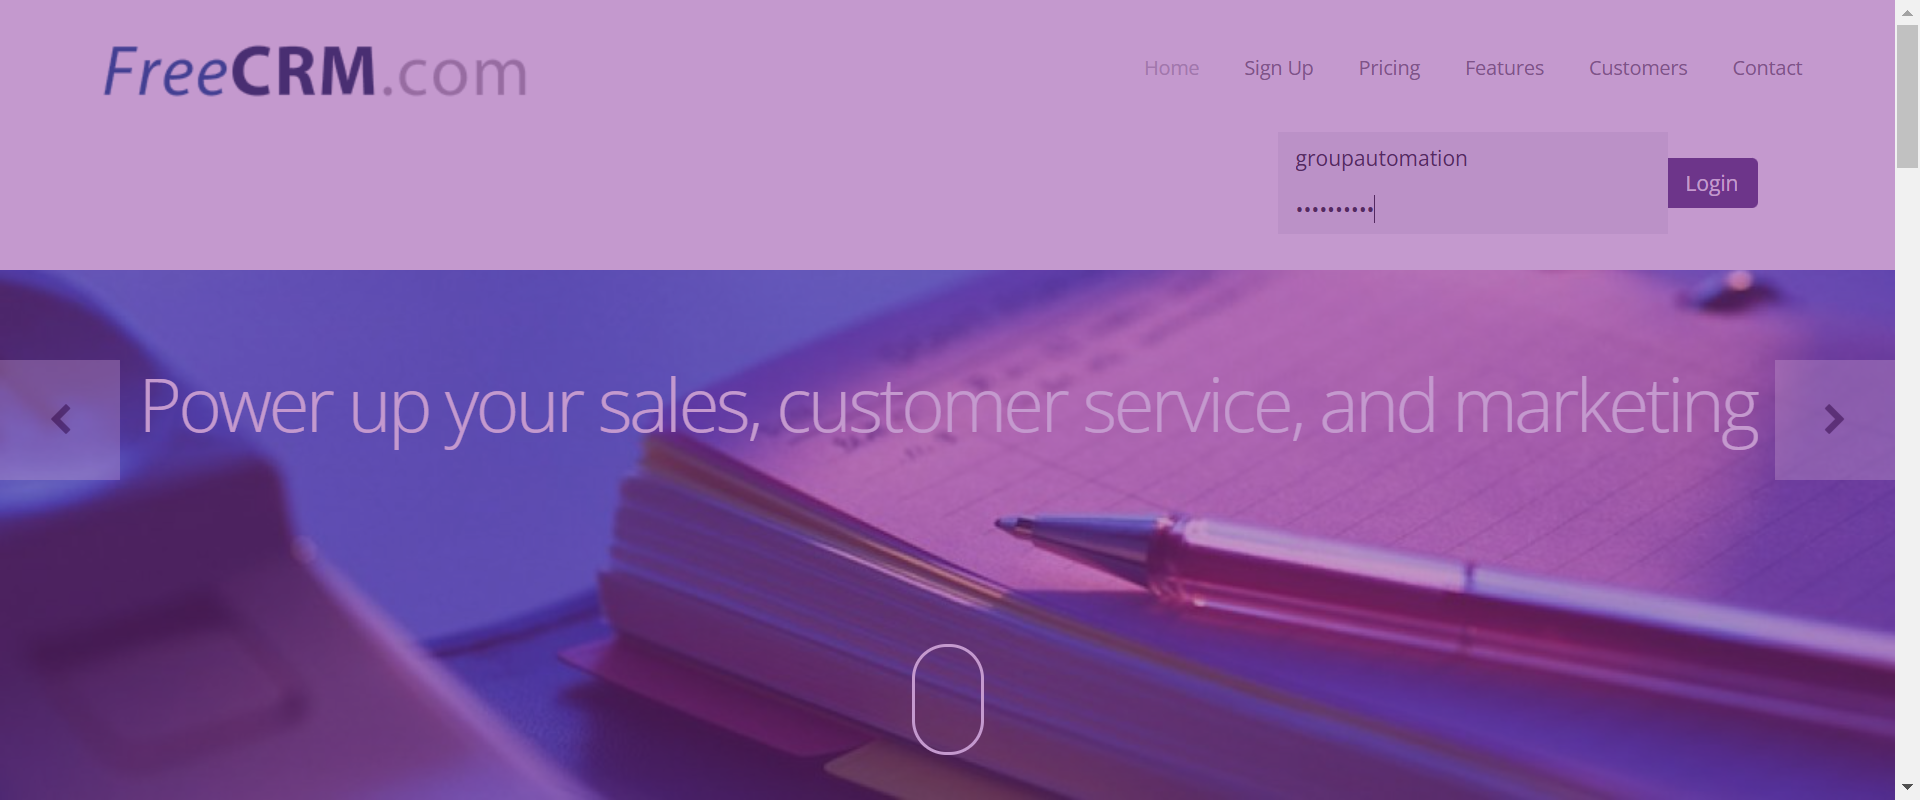 FreeCRM.com
Home Sign Up Pricing Features Customers Contact
groupautomation
••••••••••
Login
Power up your sales, customer service, and marketing